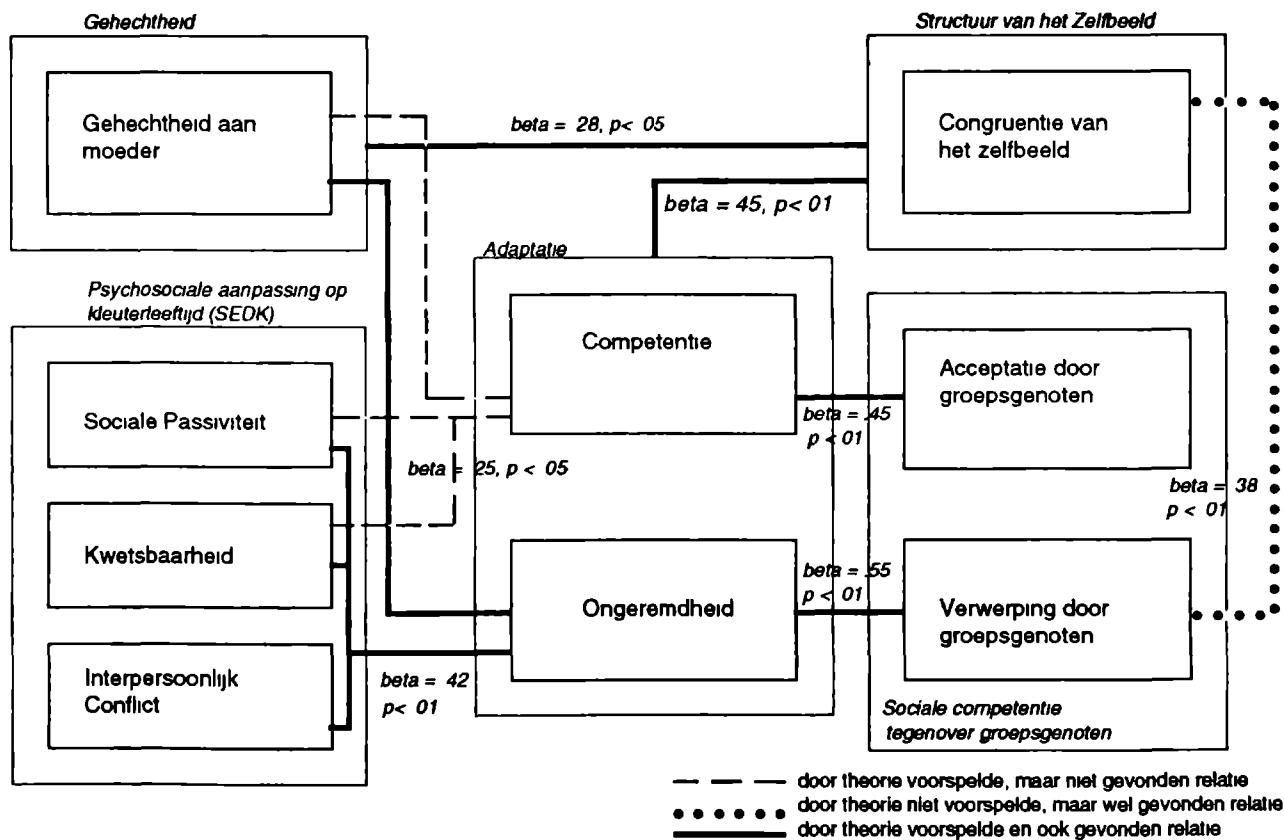 Gehechtheid
Gehechtheid aan
moeder
Structuur van het Zelfbeeld
Congruentie van
het zelfbeeld
beta = 28, p< 05
beta = 45, p< 01
Psychosociale aanpassing op
kleuterleeftijd (SEDK)
Sociale Passiviteit
Kwetsbaarheid
Interpersoonlijk
Conflict
Adaptatie
Competentie
Ongeremdheid
beta = 25, p < 05
beta = 42
p< 01
beta = .45
p < 01
beta = .55
p < 01
Acceptatie door
groepsgenoten
Verwerping door
groepsgenoten
Sociale competentie
tegenover groepsgenoten
beta = 38
p < 01
door theorie voorspelde, maar niet gevonden relatie
door theorie niet voorspelde, maar wel gevonden relatie
door theorie voorspelde en ook gevonden relatie